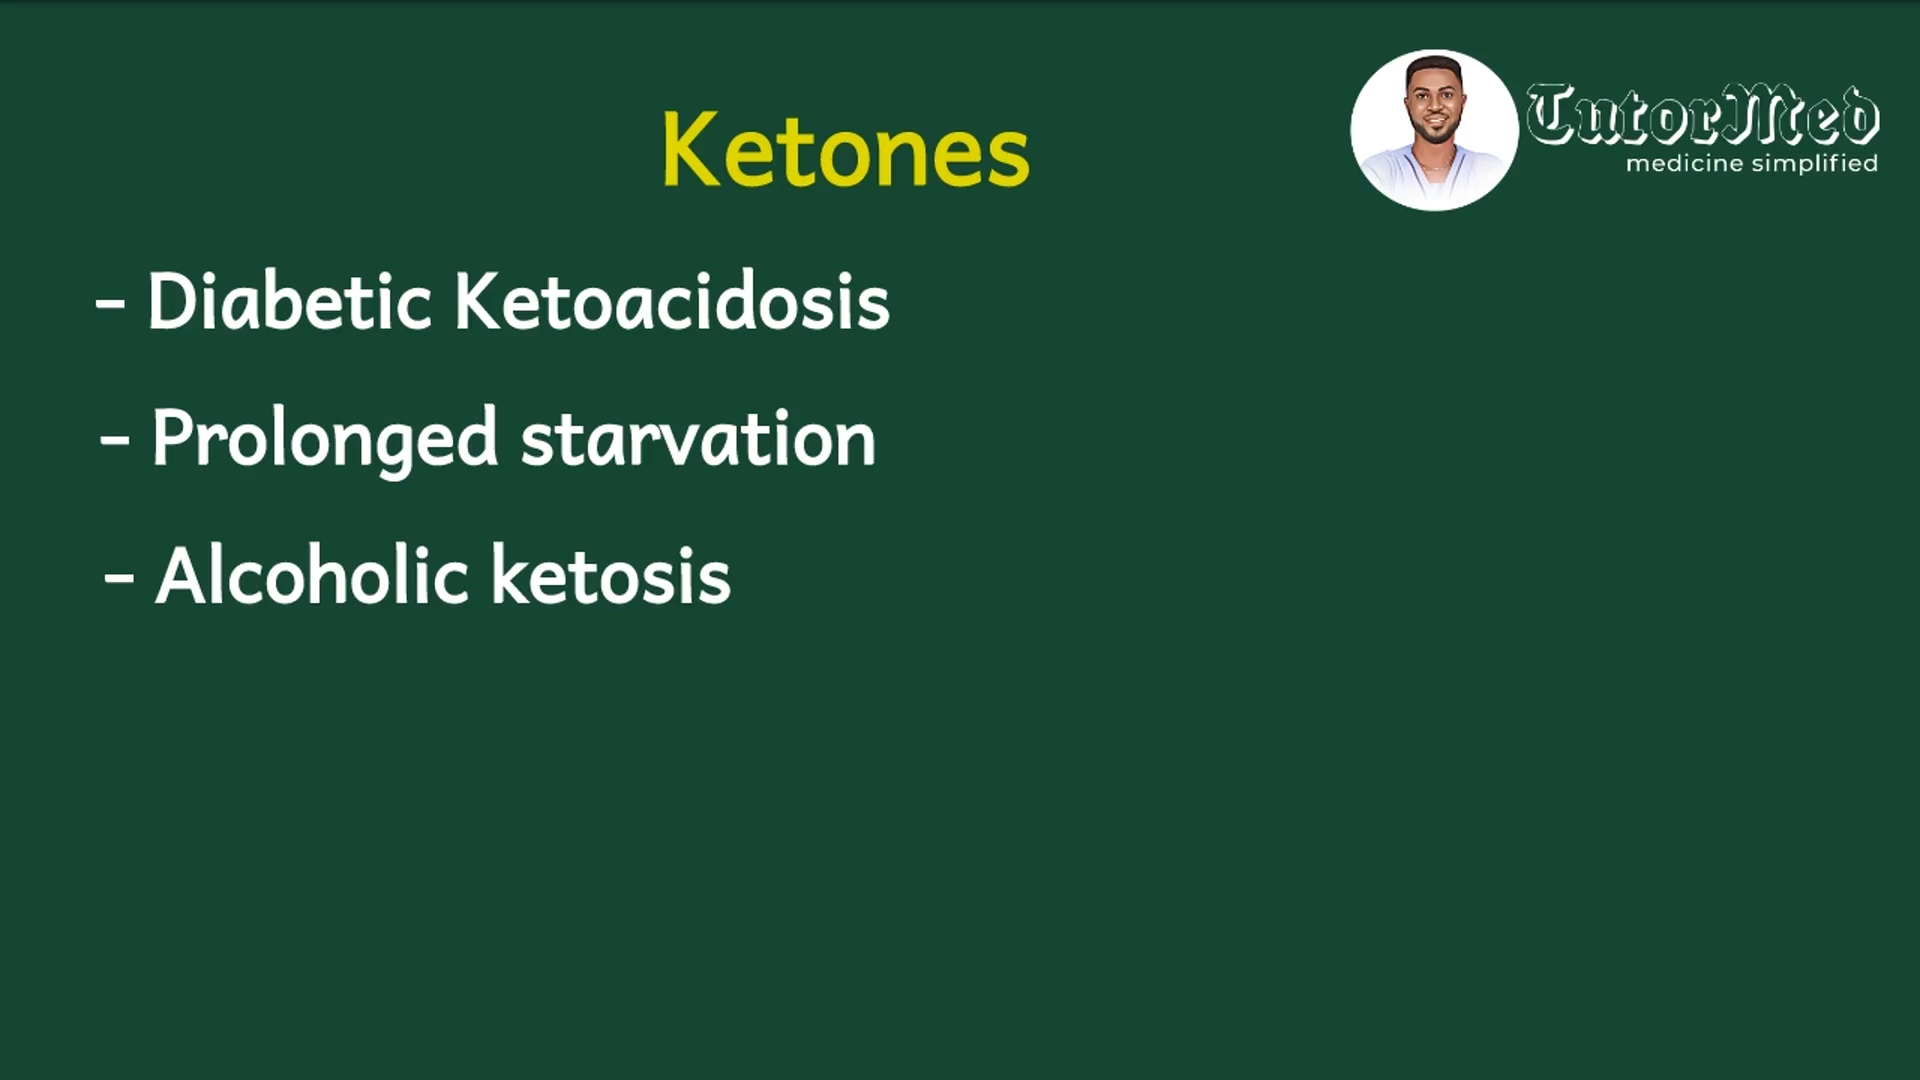 Ketones
TutorMed
medicine simplified
- Diabetic Ketoacidosis
- Prolonged starvation
- Alcoholic ketosis